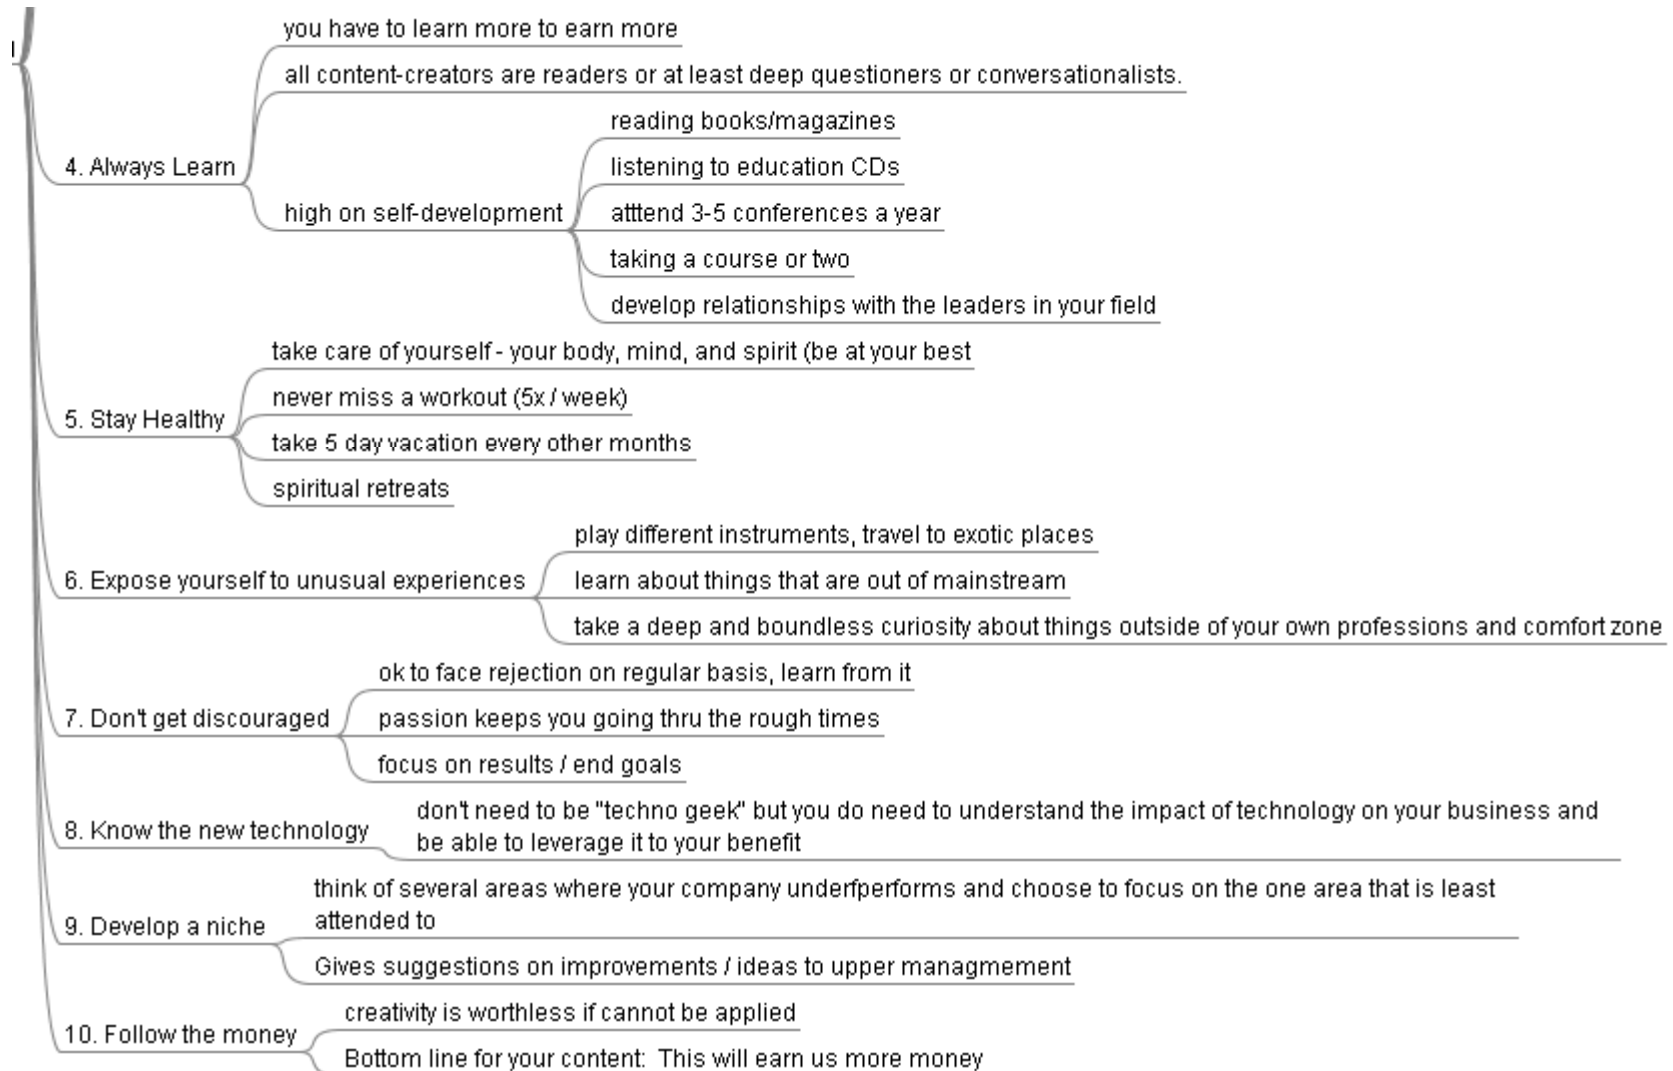 l
4. Always Learn
you have to learn more to earn more
all content-creators are readers or at least deep questioners or conversationalists.
high on self-development
reading books/magazines
listening to education CDs
atttend 3-5 conferences a year
taking a course or two
develop relationships with the leaders in your field
5. Stay Healthy
take care of yourself - your body, mind, and spirit (be at your best
never miss a workout (5x / week)
take 5 day vacation every other months
spiritual retreats
6. Expose yourself to unusual experiences
play different instruments, travel to exotic places
learn about things that are out of mainstream
take a deep and boundless curiosity about things outside of your own professions and comfort zone
7. Don't get discouraged
ok to face rejection on regular basis, learn from it
passion keeps you going thru the rough times
focus on results / end goals
8. Know the new technology
don't need to be "techno geek" but you do need to understand the impact of technology on your business and
be able to leverage it to your benefit
9. Develop a niche
think of several areas where your company underfperforms and choose to focus on the one area that is least
attended to
Gives suggestions on improvements / ideas to upper managmement
10. Follow the money
creativity is worthless if cannot be applied
Bottom line for your content:  This will earn us more money